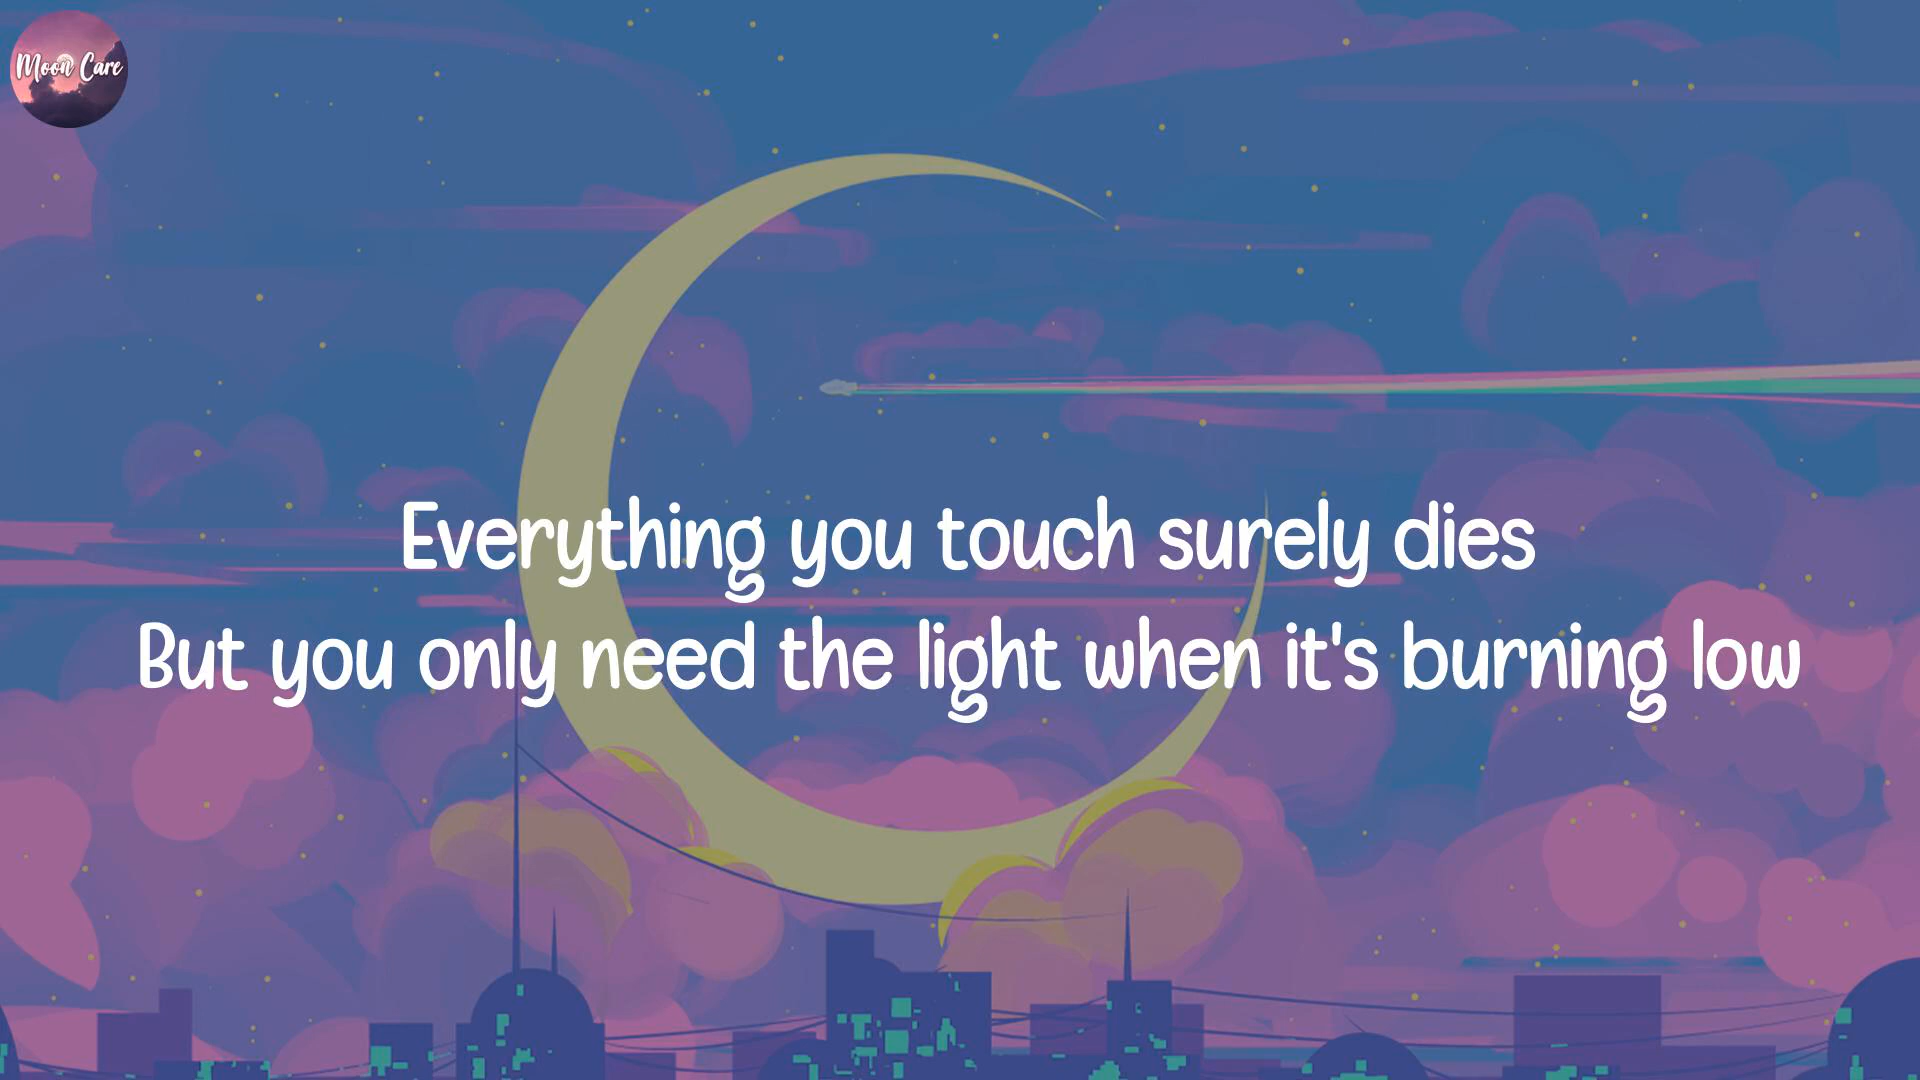 Moon Care
Everything you touch surely dies
But you only need the light when it's burning low